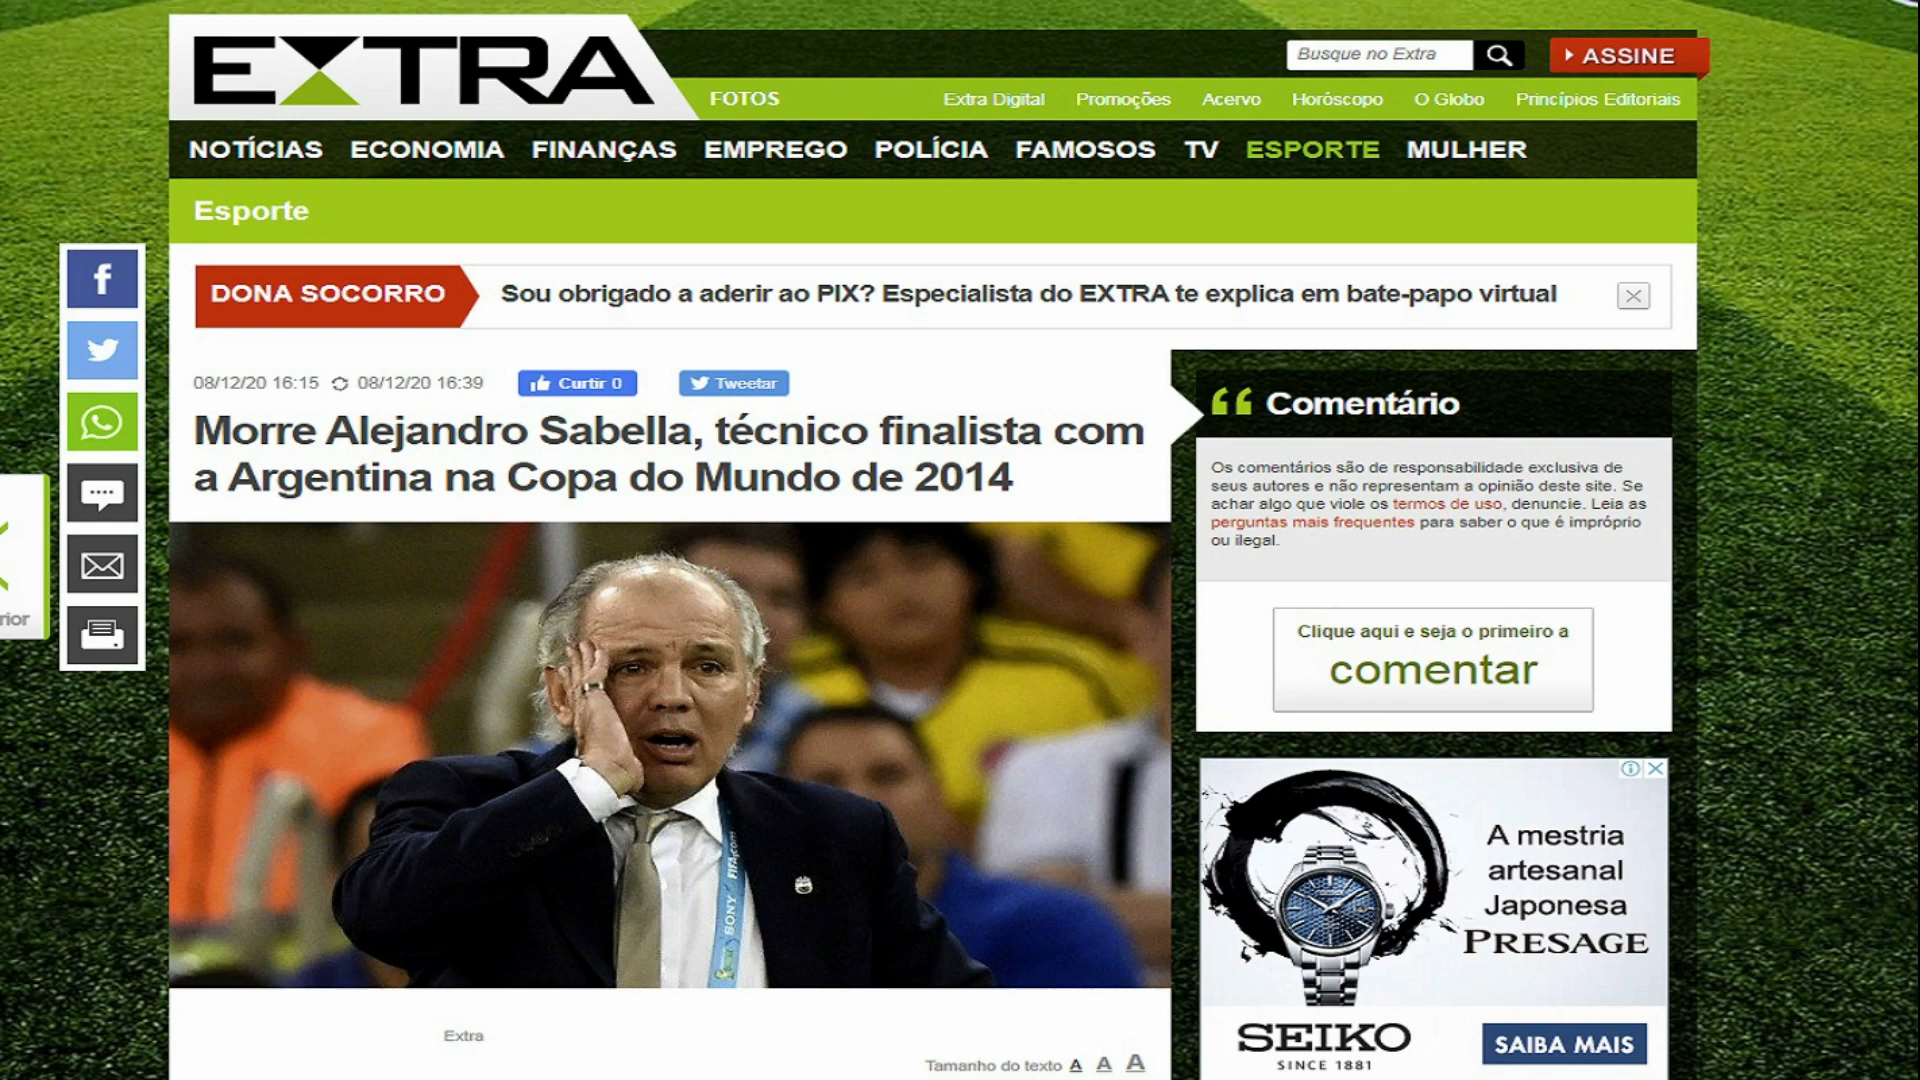 EXTRA
Busque no Extra
ASSINE
FOTOS
Extra Digital
Promoções
Acervo
Horóscopo
O Globo
Princípios Editoriais
NOTÍCIAS
ECONOMIA
FINANÇAS
EMPREGO
POLÍCIA
FAMOSOS
TV
ESPORTE
MULHER
Esporte
DONA SOCORRO
Sou obrigado a aderir ao PIX? Especialista do EXTRA te explica em bate-papo virtual
08/12/20 16:15
08/12/20 16:39
Curtir 0
Tweetar
Morre Alejandro Sabella, técnico finalista com
a Argentina na Copa do Mundo de 2014
Comentário
Os comentários são de responsabilidade exclusiva de
seus autores e não representam a opinião deste site. Se
achar algo que viole os termos de uso, denuncie. Leia as
perguntas mais frequentes para saber o que é impróprio
ou ilegal.
Clique aqui e seja o primeiro a
comentar
rior
SONY FIFA.com
A mestria
artesanal
Japonesa
PRESAGE
SEIKO
SINCE 1881
SAIBA MAIS
Extra
Tamanho do texto A A A